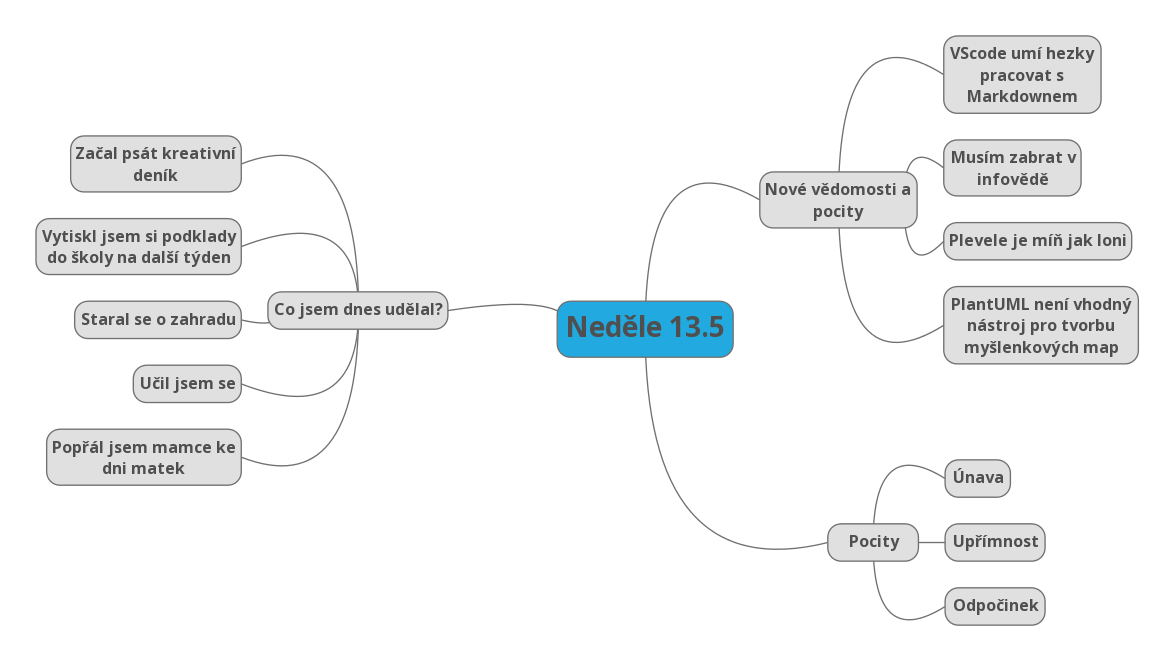 Neděle 13.5
Co jsem dnes udělal?
Začal psát kreativní
deník
Vytiskl jsem si podklady
do školy na další týden
Staral se o zahradu
Učil jsem se
Popřál jsem mamce ke
dni matek
Nové vědomosti a
pocity
VScode umí hezky
pracovat s
Markdownem
Musím zabrat v
infovědě
Plevele je míň jak loni
PlantUML není vhodný
nástroj pro tvorbu
myšlenkových map
Pocity
Únava
Upřímnost
Odpočinek